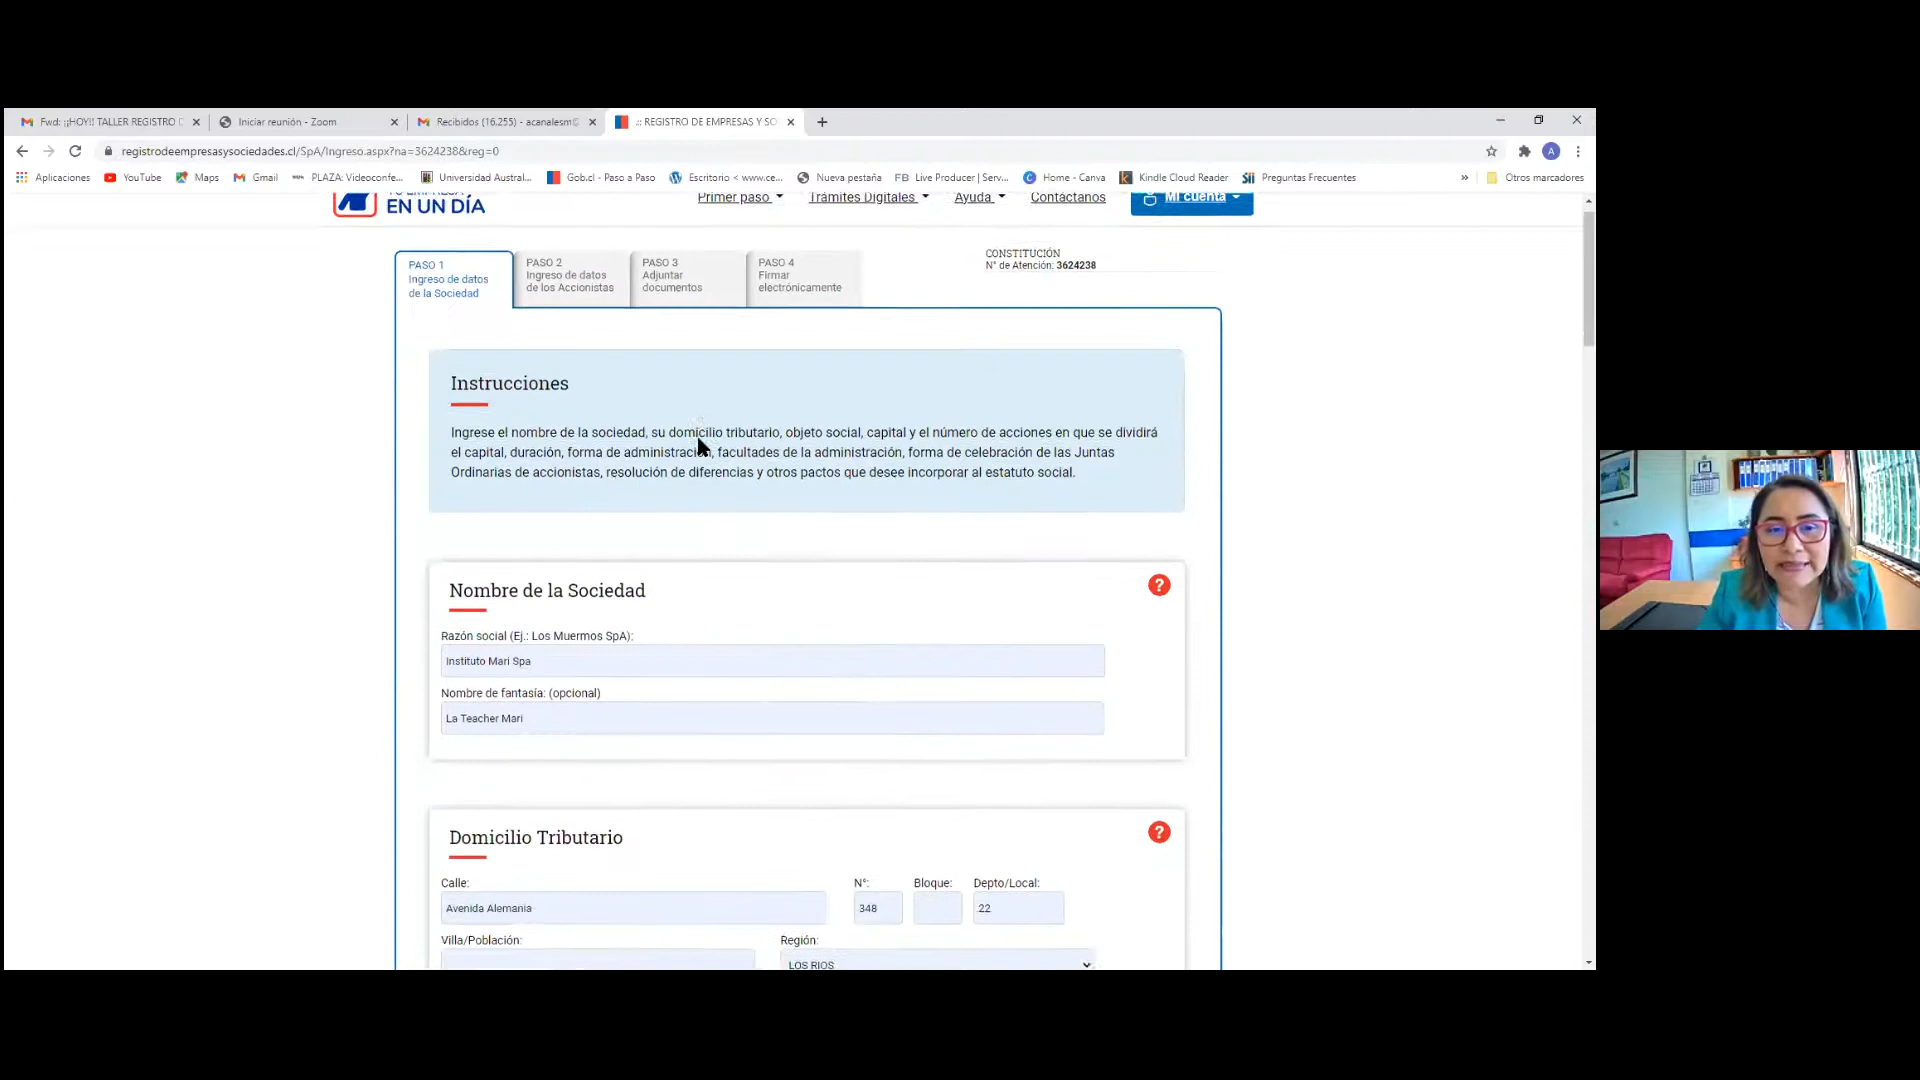 Fwd: ¡¡HOY!! TALLER REGISTRO
Iniciar reunión - Zoom
Recibidos (16.255) - acanalesm
.:: REGISTRO DE EMPRESAS Y SO
registrodeempresasysociedades.cl/SpA/Ingreso.aspx?na=3624238&reg=0
A
Aplicaciones
YouTube
Maps
Gmail
PLAZA: Videoconfe...
Universidad Austral...
Gob.cl - Paso a Paso
Escritorio < www.ce...
Nueva pestaña
FB Live Producer | Serv...
Home - Canva
Kindle Cloud Reader
Preguntas Frecuentes
»
Otros marcadores
EN UN DÍA
Primer paso
Trámites Digitales
Ayuda
Contáctanos
Mi cuenta
PASO 1
Ingreso de datos
de la Sociedad
PASO 2
Ingreso de datos
de los Accionistas
PASO 3
Adjuntar
documentos
PASO 4
Firmar
electrónicamente
CONSTITUCIÓN
N° de Atención: 3624238
Instrucciones
Ingrese el nombre de la sociedad, su domicilio tributario, objeto social, capital y el número de acciones en que se dividirá
el capital, duración, forma de administración, facultades de la administración, forma de celebración de las Juntas
Ordinarias de accionistas, resolución de diferencias y otros pactos que desee incorporar al estatuto social.
Nombre de la Sociedad
?
Razón social (Ej.: Los Muermos SpA):
Instituto Mari Spa
Nombre de fantasía: (opcional)
La Teacher Mari
Domicilio Tributario
?
Calle:
N°:
Bloque:
Depto/Local:
Avenida Alemania
348
22
Villa/Población:
Región:
LOS RIOS